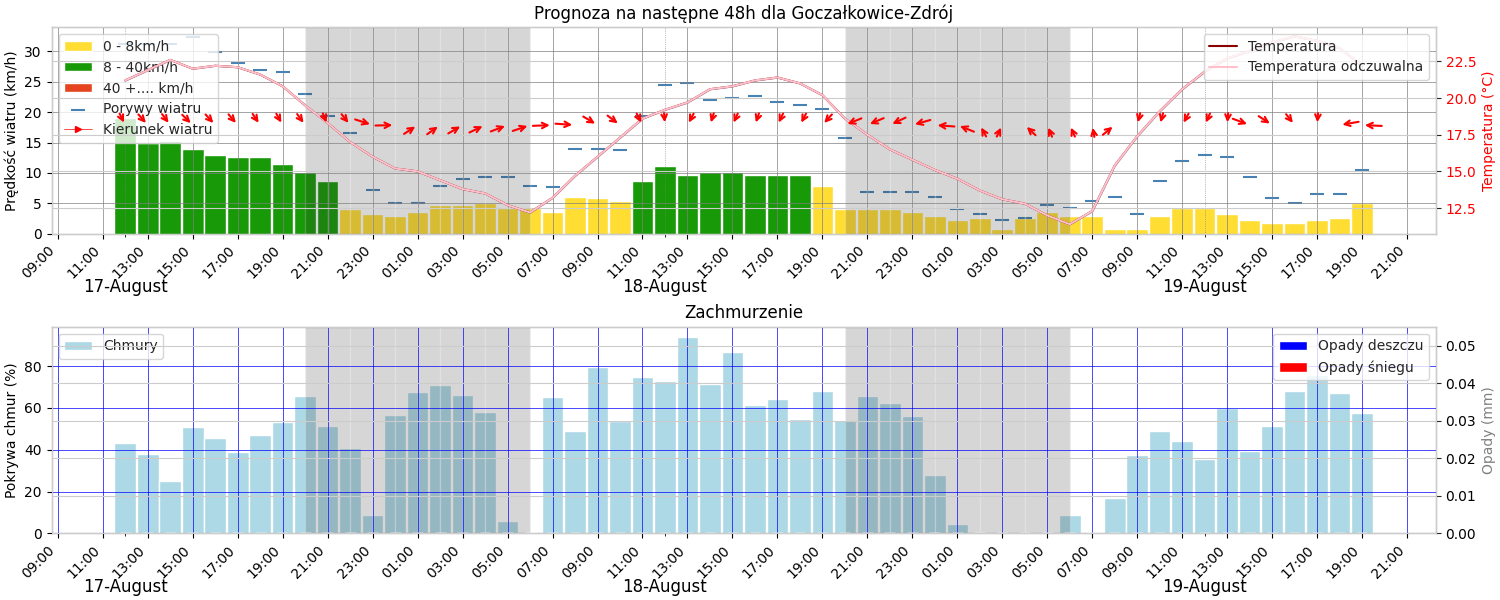 Prognoza na następne 48h dla Goczałkowice-Zdrój
Prędkość wiatru (km/h)
30
25
20
15
10
5
0
0 - 8km/h
8 - 40km/h
40 +.... km/h
Porywy wiatru
Kierunek wiatru
Temperatura
Temperatura odczuwalna
22.5
20.0
17.5
15.0
12.5
Temperatura (°C)
09:00 11:00 13:00 15:00 17:00 19:00 21:00 23:00 01:00 03:00 05:00 07:00 09:00 11:00 13:00 15:00 17:00 19:00 21:00 23:00 01:00 03:00 05:00 07:00 09:00 11:00 13:00 15:00 17:00 19:00 21:00
17-August 18-August 19-August
Zachmurzenie
Pokrywa chmur (%)
80
60
40
20
0
Chmury
Opady deszczu
Opady śniegu
0.05
0.04
0.03
0.02
0.01
0.00
Opady (mm)
09:00 11:00 13:00 15:00 17:00 19:00 21:00 23:00 01:00 03:00 05:00 07:00 09:00 11:00 13:00 15:00 17:00 19:00 21:00 23:00 01:00 03:00 05:00 07:00 09:00 11:00 13:00 15:00 17:00 19:00 21:00
17-August 18-August 19-August